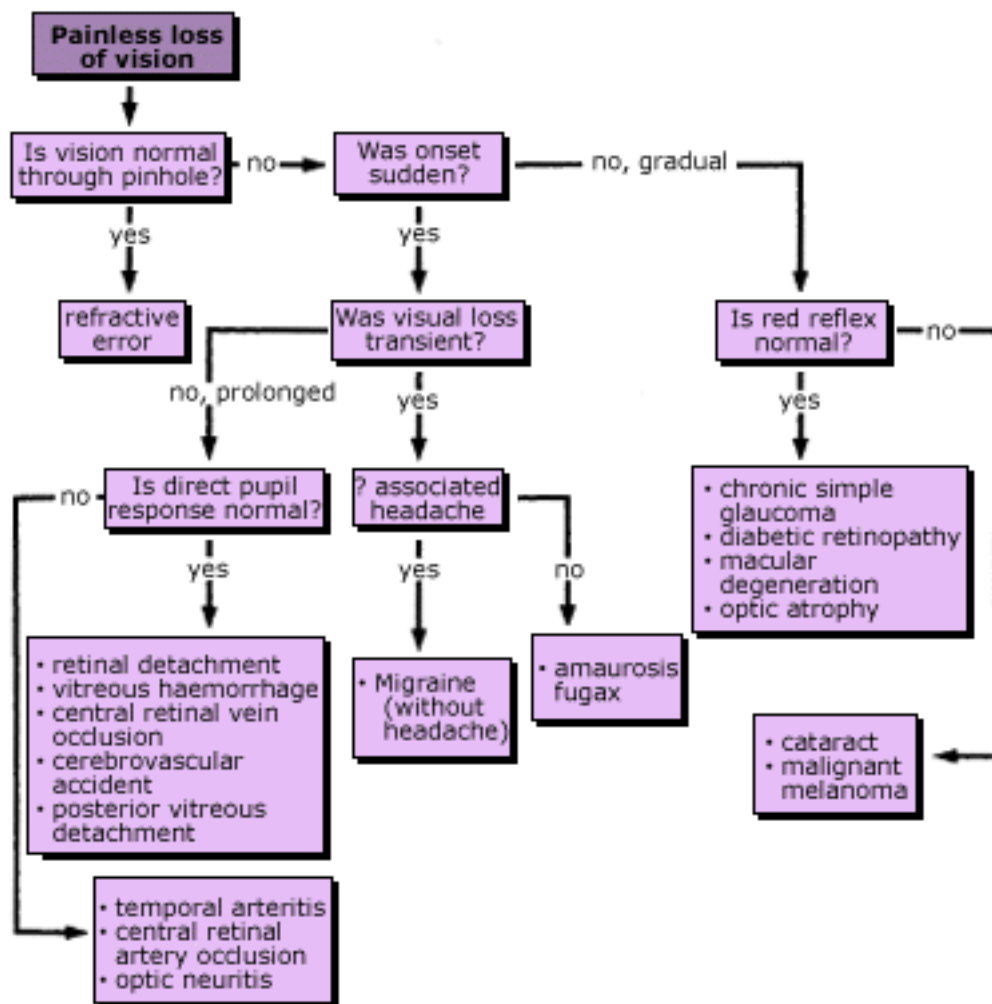 Painless loss
of vision
Is vision normal
through pinhole?
no
Was onset
sudden?
no, gradual
yes
yes
refractive
error
Was visual loss
transient?
Is red reflex
normal?
no
no, prolonged
yes
yes
no
Is direct pupil
response normal?
? associated
headache
• chronic simple
glaucoma
• diabetic retinopathy
• macular
degeneration
• optic atrophy
yes
yes
no
• retinal detachment
• vitreous haemorrhage
• central retinal vein
occlusion
• cerebrovascular
accident
• posterior vitreous
detachment
• Migraine
(without
headache)
• amaurosis
fugax
• cataract
• malignant
melanoma
• temporal arteritis
• central retinal
artery occlusion
• optic neuritis